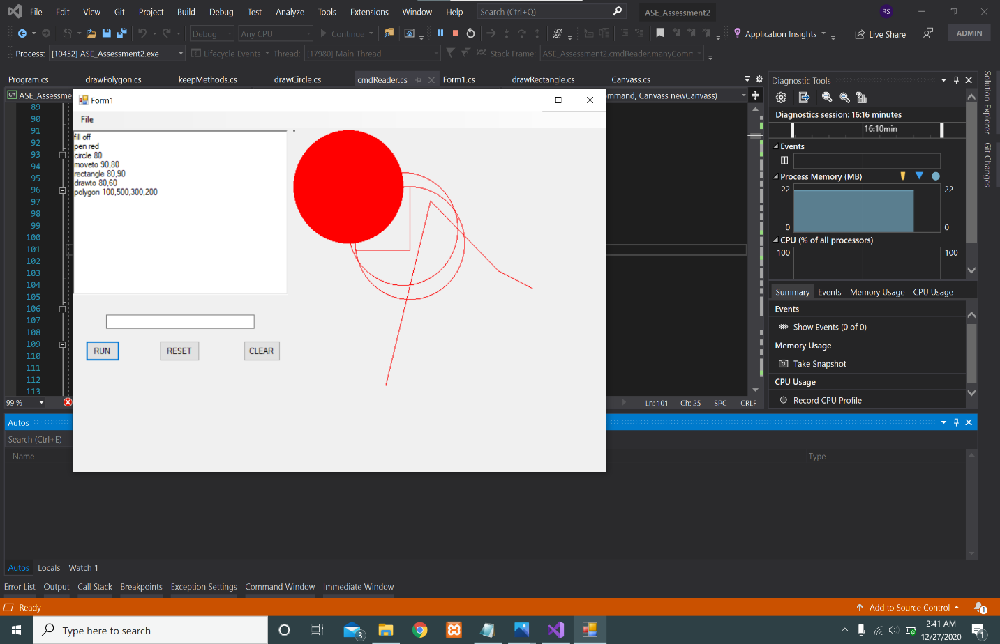 File Edit View Git Project Build Debug Test Analyze Tools Extensions Window Help Search (Ctrl+Q) ASE_Assessment2 RS
Debug Any CPU Continue Application Insights Live Share ADMIN
Process: [10452] ASE_Assessment2.exe Lifecycle Events Thread: [17980] Main Thread Stack Frame: ASE_Assessment2.cmdReader.manyComm
Program.cs drawPolygon.cs keepMethods.cs drawCircle.cs cmdReader.cs Form1.cs drawRectangle.cs Canvass.cs
C# ASE_Assessme
mmand, Canvass newCanvass)
89
90
91
92
93
94
95
96
97
98
99
100
101
102
103
104
105
106
107
108
109
110
111
112
113
Form1
File
fill off
pen red
circle 80
moveto 90,80
rectangle 80,90
drawto 80,60
polygon 100,500,300,200
RUN RESET CLEAR
99 %
Ln: 101 Ch: 25 SPC CRLF
Diagnostic Tools
Diagnostics session: 16:16 minutes
16:10min
Events
Process Memory (MB)
22 22
0 0
CPU (% of all processors)
100 100
Summary Events Memory Usage CPU Usage
Events
Show Events (0 of 0)
Memory Usage
Take Snapshot
CPU Usage
Record CPU Profile
Solution Explorer
Git Changes
Autos
Search (Ctrl+E)
Name Type
Autos Locals Watch 1
Error List Output Call Stack Breakpoints Exception Settings Command Window Immediate Window
Ready Add to Source Control 1
Type here to search 3
2:41 AM
12/27/2020
1